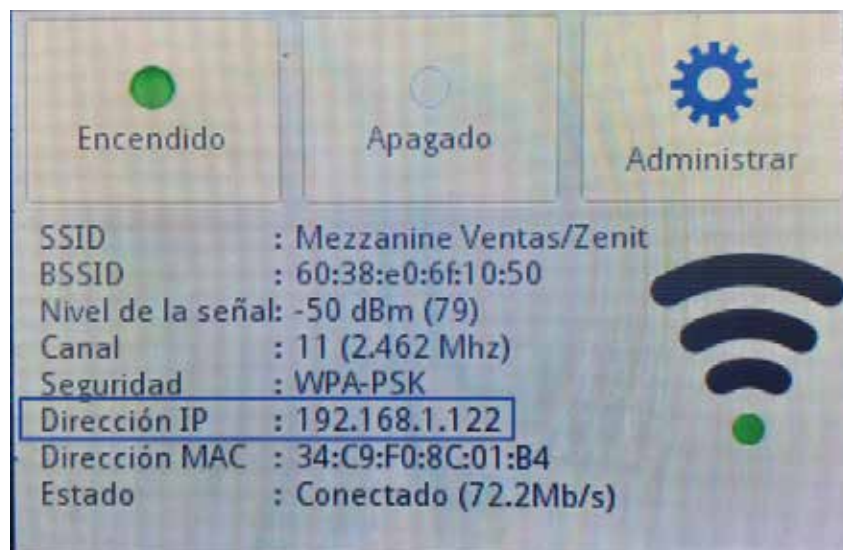 Encendido
Apagado
Administrar
SSID : Mezzanine Ventas/Zenit
BSSID : 60:38:e0:6f:10:50
Nivel de la señal: -50 dBm (79)
Canal : 11 (2.462 Mhz)
Seguridad : WPA-PSK
Dirección IP : 192.168.1.122
Dirección MAC : 34:C9:F0:8C:01:B4
Estado : Conectado (72.2Mb/s)